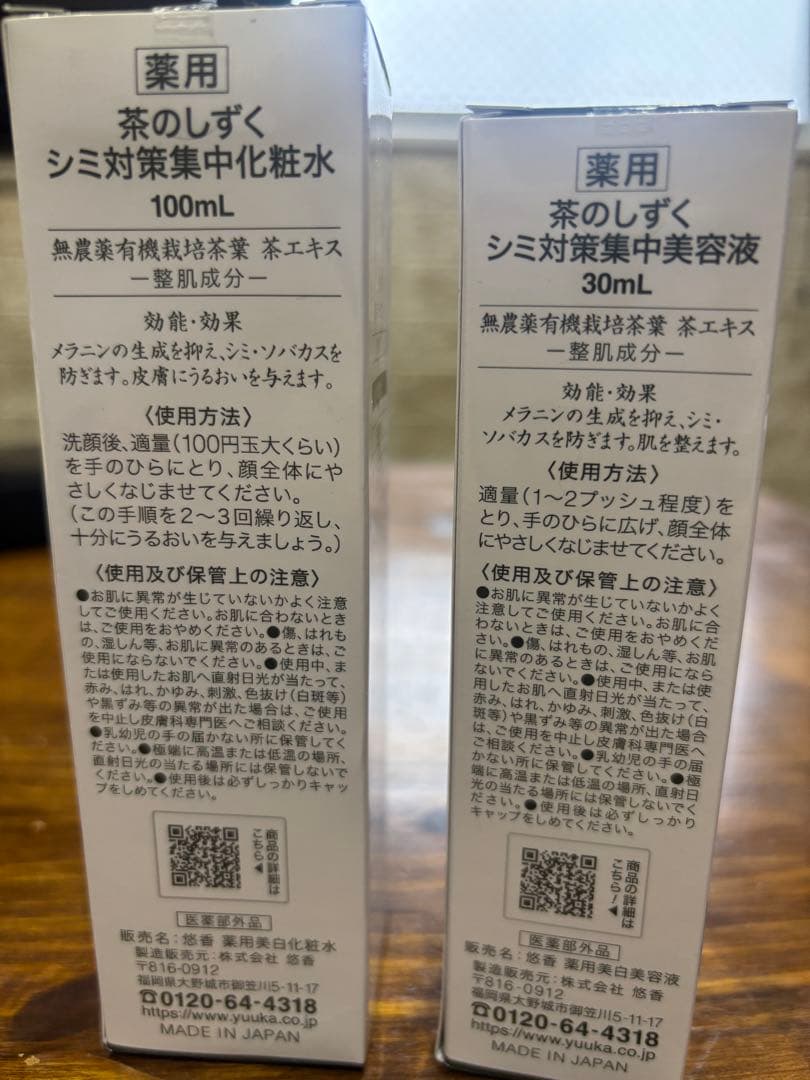 薬用
茶のしずく
シミ対策集中化粧水
100mL
無農薬有機栽培茶葉 茶エキス
ー整肌成分ー
効能・効果
メラニンの生成を抑え、シミ・ソバカスを
防ぎます。皮膚にうるおいを与えます。
〈使用方法〉
洗顔後、適量(100円玉大くらい)
を手のひらにとり、顔全体にや
さしくなじませてください。
(この手順を2〜3回繰り返し、
十分にうるおいを与えましょう。)
〈使用及び保管上の注意〉
●お肌に異常が生じていないかよく注意
してご使用ください。お肌に合わないとき
は、ご使用をおやめください。●傷、はれも
の、湿しん等、お肌に異常のあるときは、ご
使用にならないでください。●使用中、また
は使用したお肌へ直射日光が当たって、
赤み、はれ、かゆみ、刺激、色抜け(白斑等)
や黒ずみ等の異常が出た場合は、ご使用
を中止し皮膚科専門医へご相談ください。
●乳幼児の手の届かない所に保管してく
ださい。●極端に高温または低温の場所、
直射日光の当たる場所には保管しないで
ください。●使用後は必ずしっかりキャッ
プをしめてください。
商品の詳細は
こちら◀
医薬部外品
販売名:悠香 薬用美白化粧水
製造販売元:株式会社 悠香
〒816-0912
福岡県大野城市御笠川5-11-17
☎0120-64-4318
https://www.yuuka.co.jp
MADE IN JAPAN
薬用
茶のしずく
シミ対策集中美容液
30mL
無農薬有機栽培茶葉 茶エキス
ー整肌成分ー
効能・効果
メラニンの生成を抑え、シミ・
ソバカスを防ぎます。肌を整えます。
〈使用方法〉
適量(1〜2プッシュ程度)を
とり、手のひらに広げ、顔全体
にやさしくなじませてください。
〈使用及び保管上の注意〉
●お肌に異常が生じていないかよく
注意してご使用ください。お肌に合
わないときは、ご使用をおやめくだ
さい。●傷、はれもの、湿しん等、お肌
に異常のあるときは、ご使用になら
ないでください。●使用中、または使
用したお肌へ直射日光が当たって、
赤み、はれ、かゆみ、刺激、色抜け(白
斑等)や黒ずみ等の異常が出た場合
は、ご使用を中止し皮膚科専門医へ
ご相談ください。●乳幼児の手の届
かない所に保管してください。●極
端に高温または低温の場所、直射日
光の当たる場所には保管しないでく
ださい。●使用後は必ずしっかり
キャップをしめてください。
商品の詳細は
こちら!◀
医薬部外品
販売名:悠香 薬用美白美容液
製造販売元:株式会社 悠香
〒816-0912
福岡県大野城市御笠川5-11-17
☎0120-64-4318
https://www.yuuka.co.jp
MADE IN JAPAN